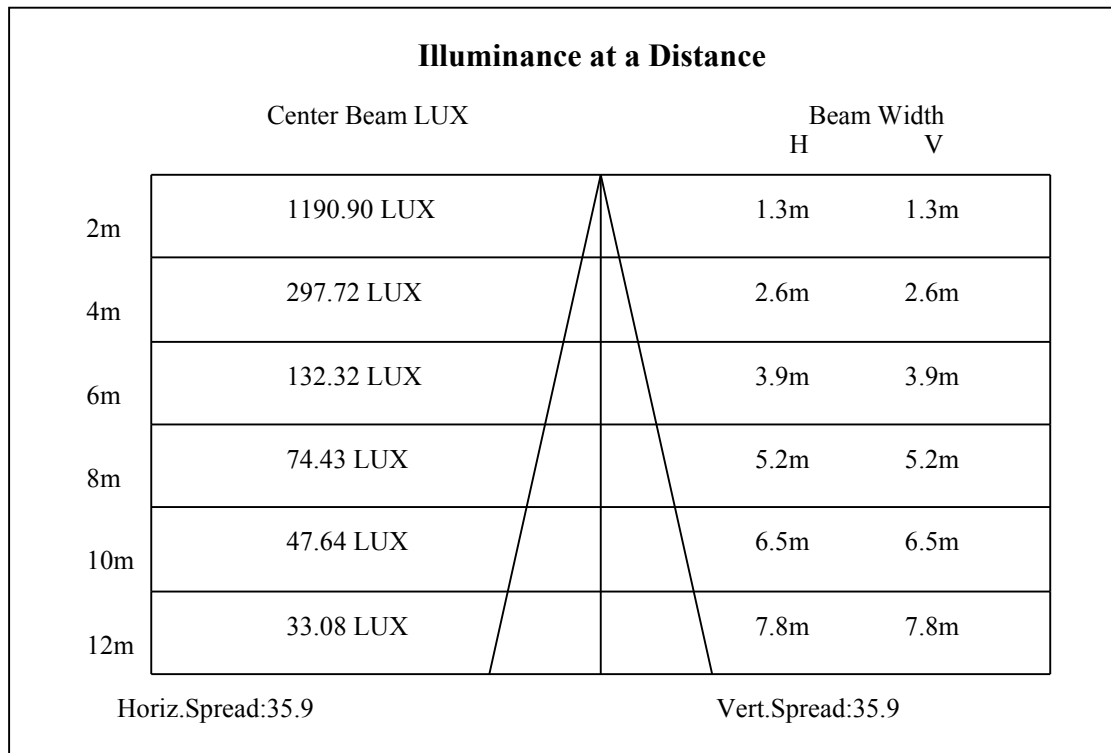 Illuminance at a Distance
Center Beam LUX Beam Width
H V
2m 1190.90 LUX 1.3m 1.3m
4m 297.72 LUX 2.6m 2.6m
6m 132.32 LUX 3.9m 3.9m
8m 74.43 LUX 5.2m 5.2m
10m 47.64 LUX 6.5m 6.5m
12m 33.08 LUX 7.8m 7.8m
Horiz.Spread:35.9 Vert.Spread:35.9